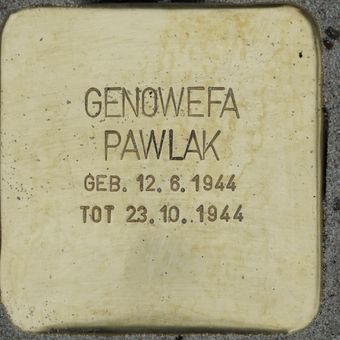 GENOWEFA
PAWLAK
GEB. 12.6.1944
TOT 23.10.1944